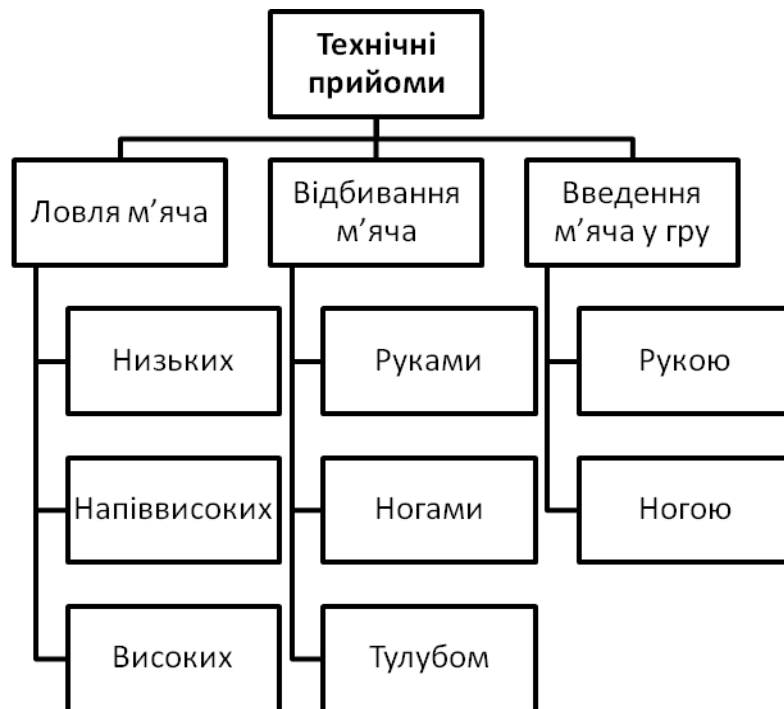 Технічні
прийоми
Ловля м’яча
Відбивання
м’яча
Введення
м’яча у гру
Низьких
Руками
Рукою
Напіввисоких
Ногами
Ногою
Високих
Тулубом